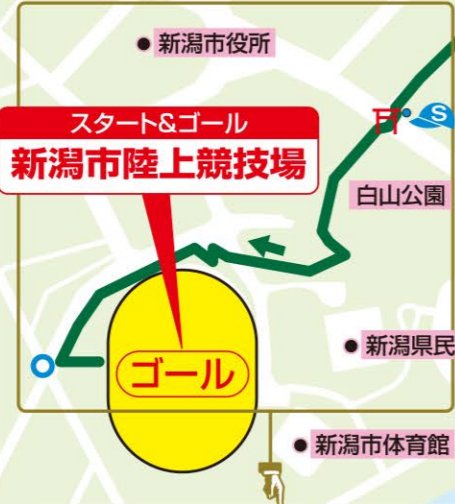 新潟市役所
スタート&ゴール
新潟市陸上競技場
S
白山公園
新潟県民
ゴール
新潟市体育館